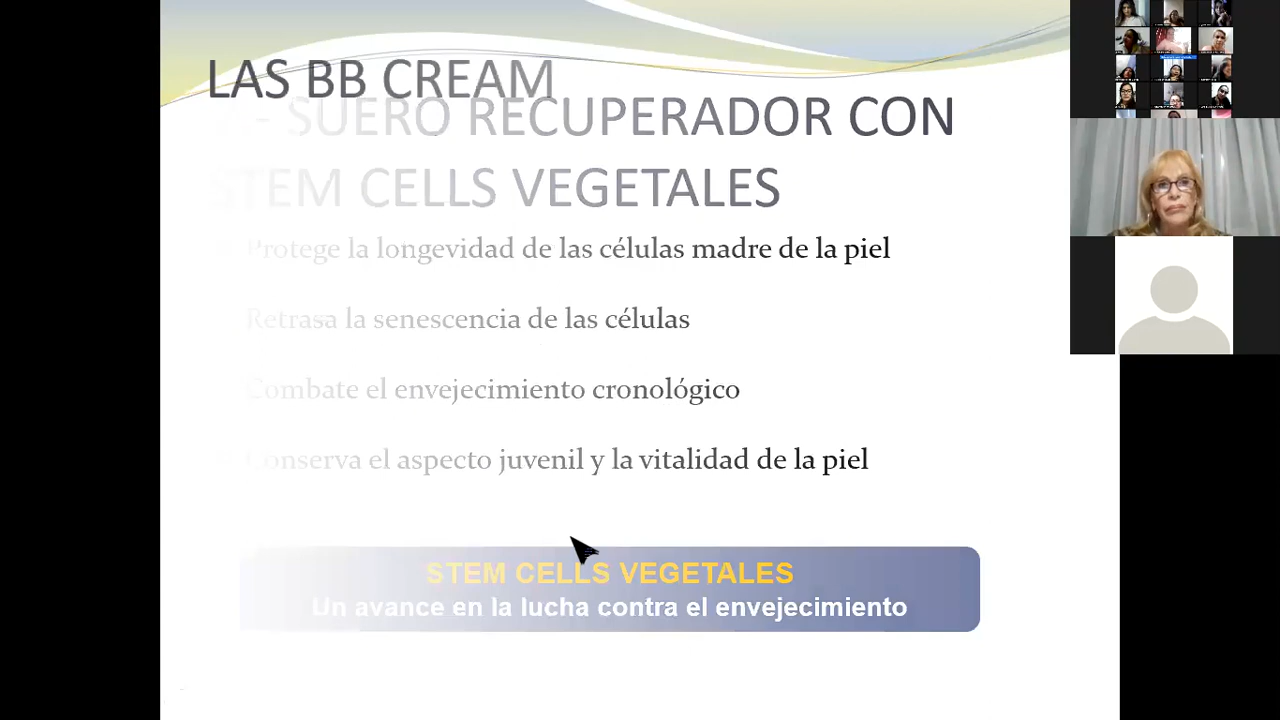 LAS BB CREAM
- SUERO RECUPERADOR CON
STEM CELLS VEGETALES
Protege la longevidad de las células madre de la piel
Retrasa la senescencia de las células
Combate el envejecimiento cronológico
Conserva el aspecto juvenil y la vitalidad de la piel
STEM CELLS VEGETALES
Un avance en la lucha contra el envejecimiento